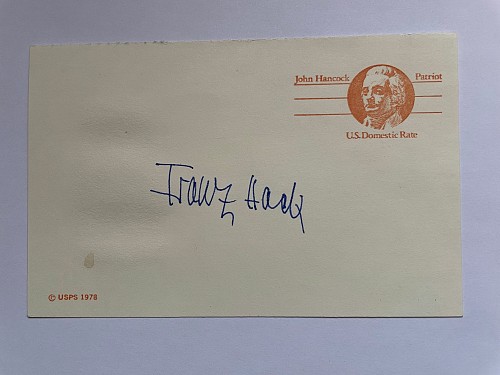 John Hancock Patriot
U.S. Domestic Rate
Franz Hack
© USPS 1978